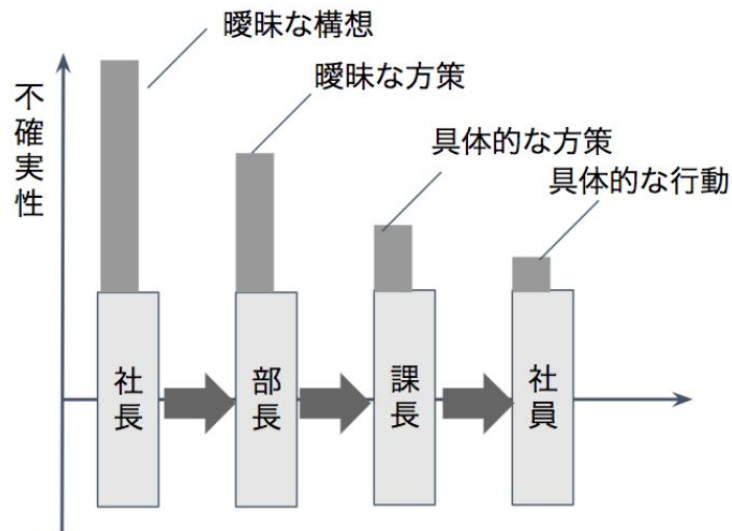 曖昧な構想
曖昧な方策
具体的な方策
具体的な行動
不確実性
社長
部長
課長
社員